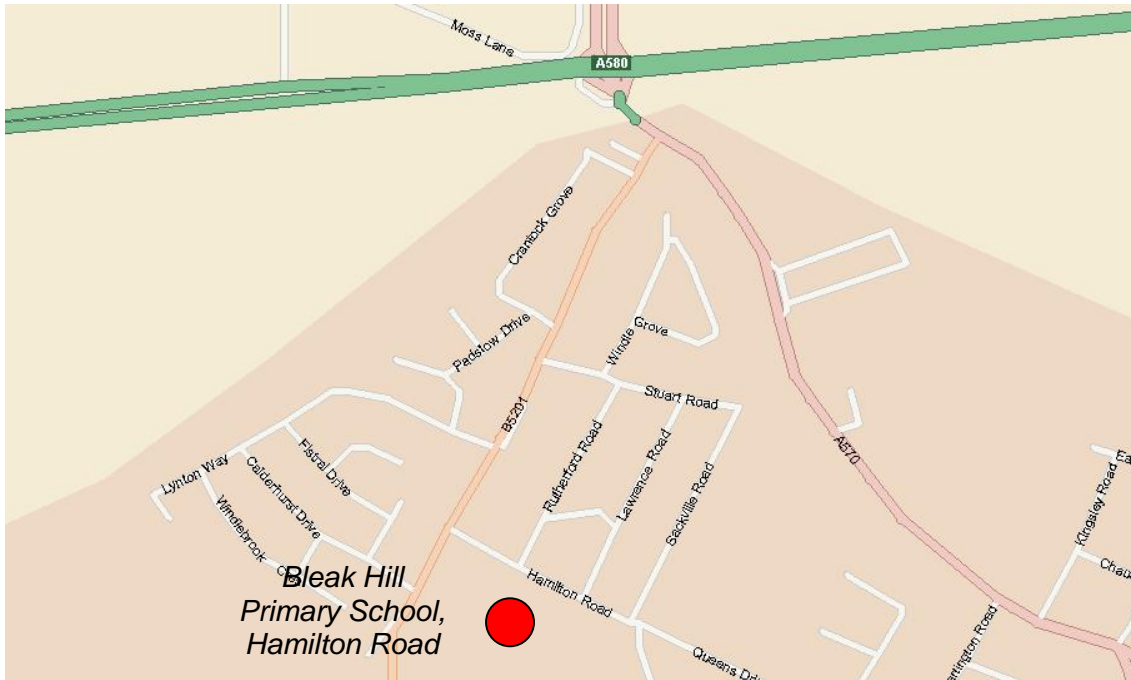 Moss Lane
A580
Crantock Grove
Padstow Drive
Windle Grove
B5201
Stuart Road
Rutherford Road
Lawrence Road
Sackville Road
A570
Lynton Way
Fistral Drive
Calderhurst Drive
Windlebrook
Kingsley Road
Hamilton Road
Queens
Bleak Hill
Primary School,
Hamilton Road